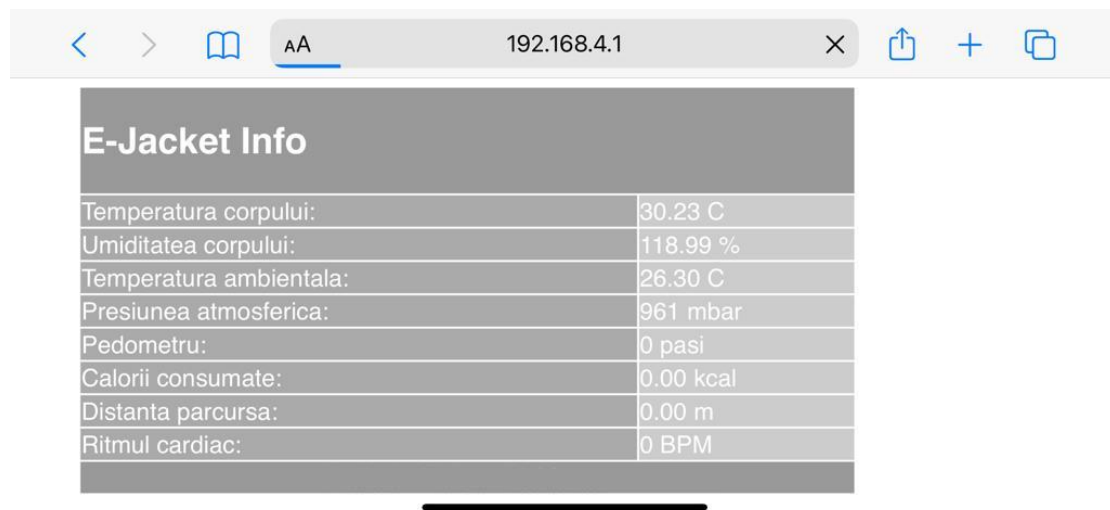 AA 192.168.4.1
E-Jacket Info
Temperatura corpului: 30.23 C
Umiditatea corpului: 118.99 %
Temperatura ambientala: 26.30 C
Presiunea atmosferica: 961 mbar
Pedometru: 0 pasi
Calorii consumate: 0.00 kcal
Distanta parcursa: 0.00 m
Ritmul cardiac: 0 BPM